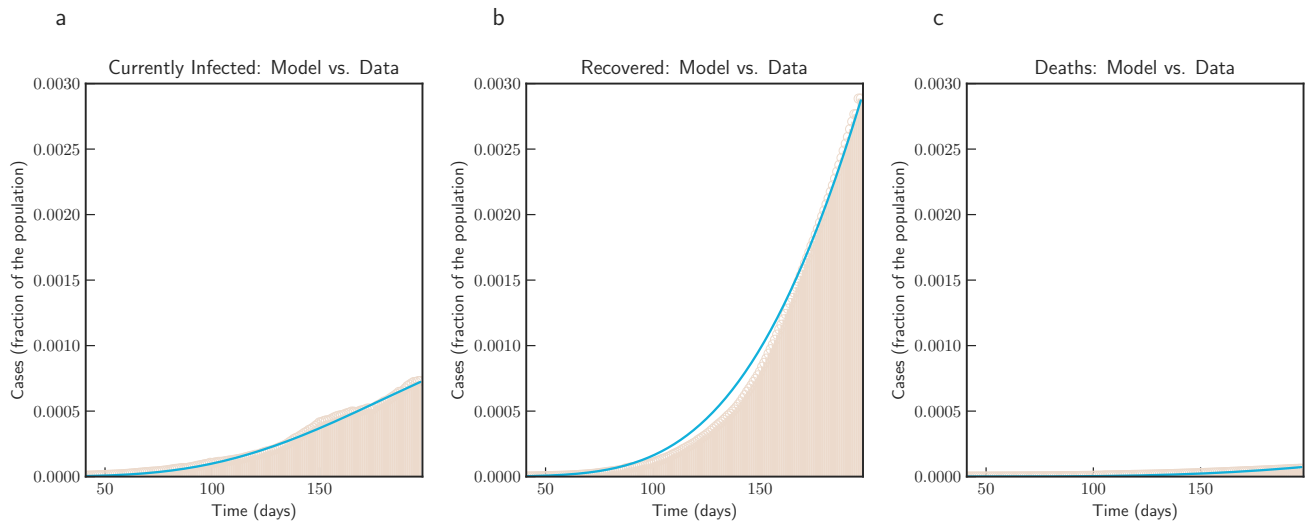 a
b
c
Currently Infected: Model vs. Data
Recovered: Model vs. Data
Deaths: Model vs. Data
Cases (fraction of the population)
0.0030
0.0025
0.0020
0.0015
0.0010
0.0005
0.0000
50
100
150
Time (days)
Cases (fraction of the population)
0.0030
0.0025
0.0020
0.0015
0.0010
0.0005
0.0000
50
100
150
Time (days)
Cases (fraction of the population)
0.0030
0.0025
0.0020
0.0015
0.0010
0.0005
0.0000
50
100
150
Time (days)